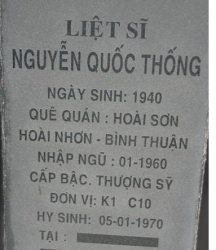 LIỆT SĨ
NGUYỄN QUỐC THỐNG
NGÀY SINH: 1940
QUÊ QUÁN : HOÀI SƠN
HOÀI NHƠN - BÌNH THUẬN
NHẬP NGŨ : 01-1960
CẤP BẬC. THƯỢNG SỸ
ĐƠN VỊ: K1 C10
HY SINH: 05-01-1970
TẠI :